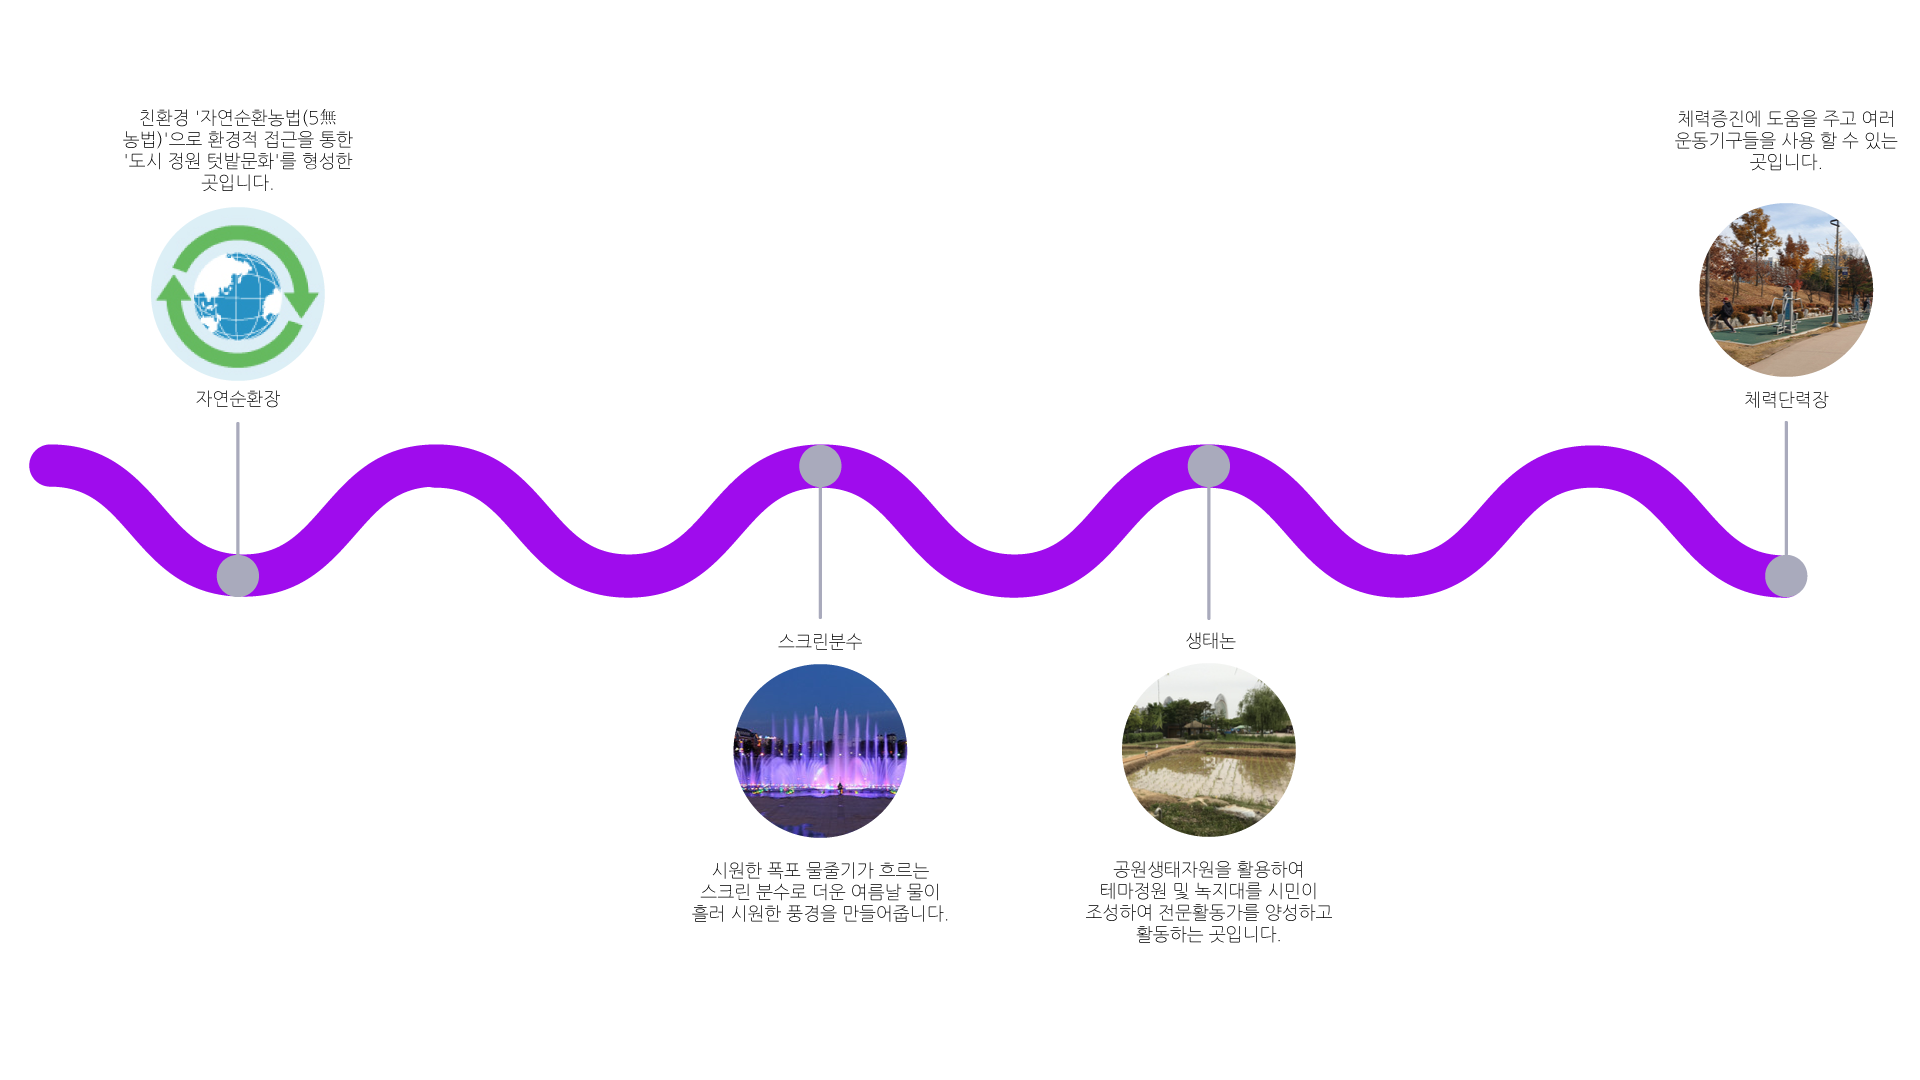 친환경 '자연순환농법(5無
농법)'으로 환경적 접근을 통한
'도시 정원 텃밭문화'를 형성한
곳입니다.
자연순환장
스크린분수
시원한 폭포 물줄기가 흐르는
스크린 분수로 더운 여름날 물이
흘러 시원한 풍경을 만들어줍니다.
생태논
공원생태자원을 활용하여
테마정원 및 녹지대를 시민이
조성하여 전문활동가를 양성하고
활동하는 곳입니다.
체력증진에 도움을 주고 여러
운동기구들을 사용 할 수 있는
곳입니다.
체력단력장